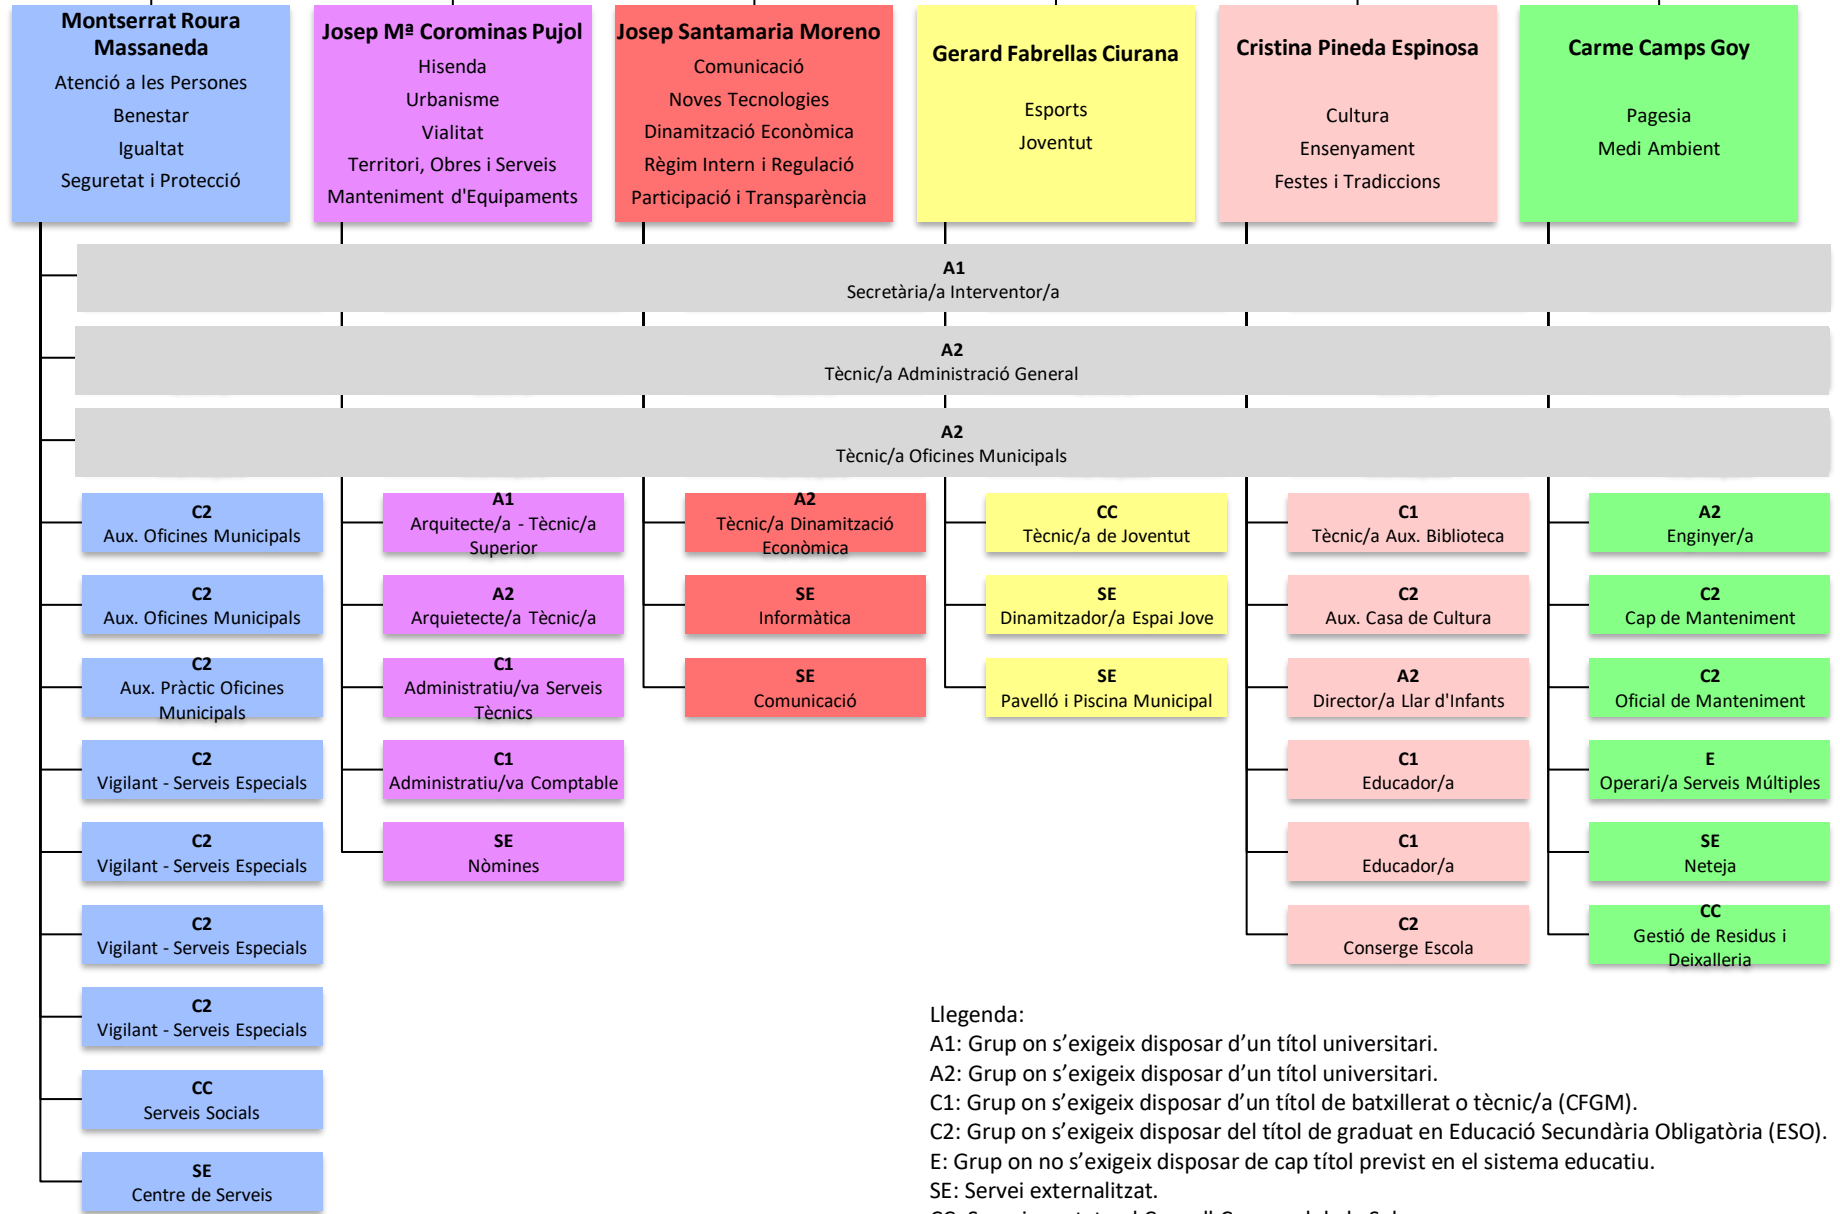 Montserrat Roura
Massaneda
Atenció a les Persones
Benestar
Igualtat
Seguretat i Protecció
Josep Mª Corominas Pujol
Hisenda
Urbanisme
Vialitat
Territori, Obres i Serveis
Manteniment d'Equipaments
Josep Santamaria Moreno
Comunicació
Noves Tecnologies
Dinamització Econòmica
Règim Intern i Regulació
Participació i Transparència
Gerard Fabrellas Ciurana
Esports
Joventut
Cristina Pineda Espinosa
Cultura
Ensenyament
Festes i Tradiccions
Carme Camps Goy
Pagesia
Medi Ambient
A1
Secretària/a Interventor/a
A2
Tècnic/a Administració General
A2
Tècnic/a Oficines Municipals
C2
Aux. Oficines Municipals
C2
Aux. Oficines Municipals
C2
Aux. Pràctic Oficines
Municipals
C2
Vigilant - Serveis Especials
C2
Vigilant - Serveis Especials
C2
Vigilant - Serveis Especials
C2
Vigilant - Serveis Especials
CC
Serveis Socials
SE
Centre de Serveis
A1
Arquitecte/a - Tècnic/a
Superior
A2
Arquietecte/a Tècnic/a
C1
Administratiu/va Serveis
Tècnics
C1
Administratiu/va Comptable
SE
Nòmines
A2
Tècnic/a Dinamització
Econòmica
SE
Informàtica
SE
Comunicació
CC
Tècnic/a de Joventut
SE
Dinamitzador/a Espai Jove
SE
Pavelló i Piscina Municipal
C1
Tècnic/a Aux. Biblioteca
C2
Aux. Casa de Cultura
A2
Director/a Llar d'Infants
C1
Educador/a
C1
Educador/a
C2
Conserge Escola
A2
Enginyer/a
C2
Cap de Manteniment
C2
Oficial de Manteniment
E
Operari/a Serveis Múltiples
SE
Neteja
CC
Gestió de Residus i
Deixalleria
Llegenda:
A1: Grup on s’exigeix disposar d’un títol universitari.
A2: Grup on s’exigeix disposar d’un títol universitari.
C1: Grup on s’exigeix disposar d’un títol de batxillerat o tècnic/a (CFGM).
C2: Grup on s’exigeix disposar del títol de graduat en Educació Secundària Obligatòria (ESO).
E: Grup on no s’exigeix disposar de cap títol previst en el sistema educatiu.
SE: Servei externalitzat.